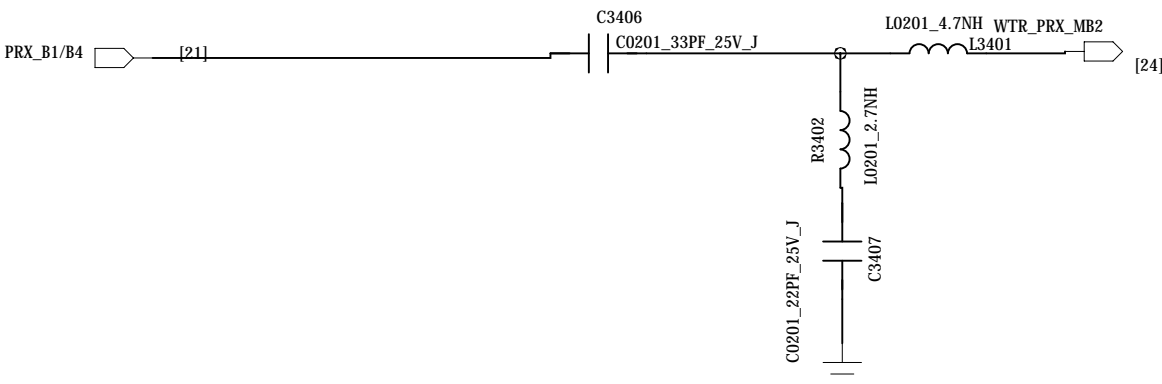 C3406
L0201_4.7NH
WTR_PRX_MB2
PRX_B1/B4
[21]
C0201_33PF_25V_J
L3401
[24]
R3402
L0201_2.7NH
C0201_22PF_25V_J
C3407